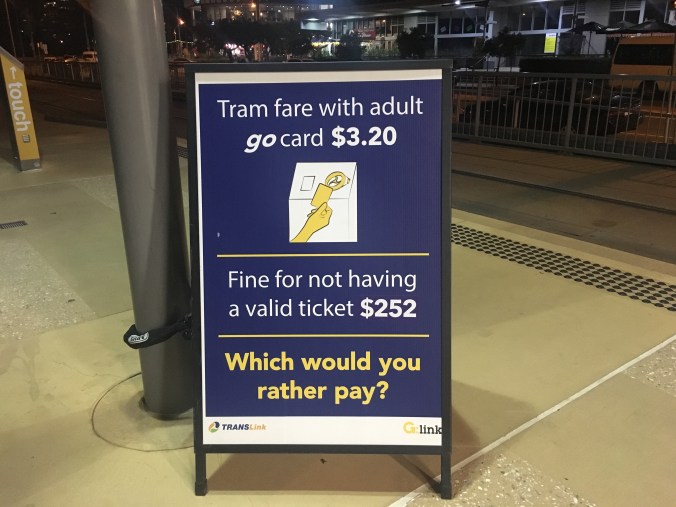 touch
Tram fare with adult
go card $3.20
Fine for not having
a valid ticket $252
Which would you
rather pay?
TRANSLink
G:link